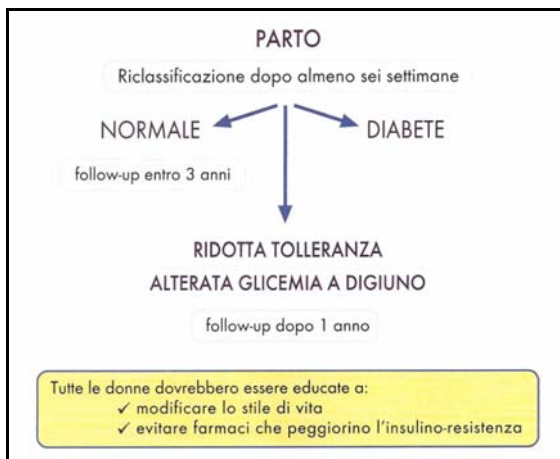 PARTO
Riclassificazione dopo almeno sei settimane
NORMALE
DIABETE
follow-up entro 3 anni
RIDOTTA TOLLERANZA
ALTERATA GLICEMIA A DIGIUNO
follow-up dopo 1 anno
Tutte le donne dovrebbero essere educate a:
✓ modificare lo stile di vita
✓ evitare farmaci che peggiorino l'insulino-resistenza